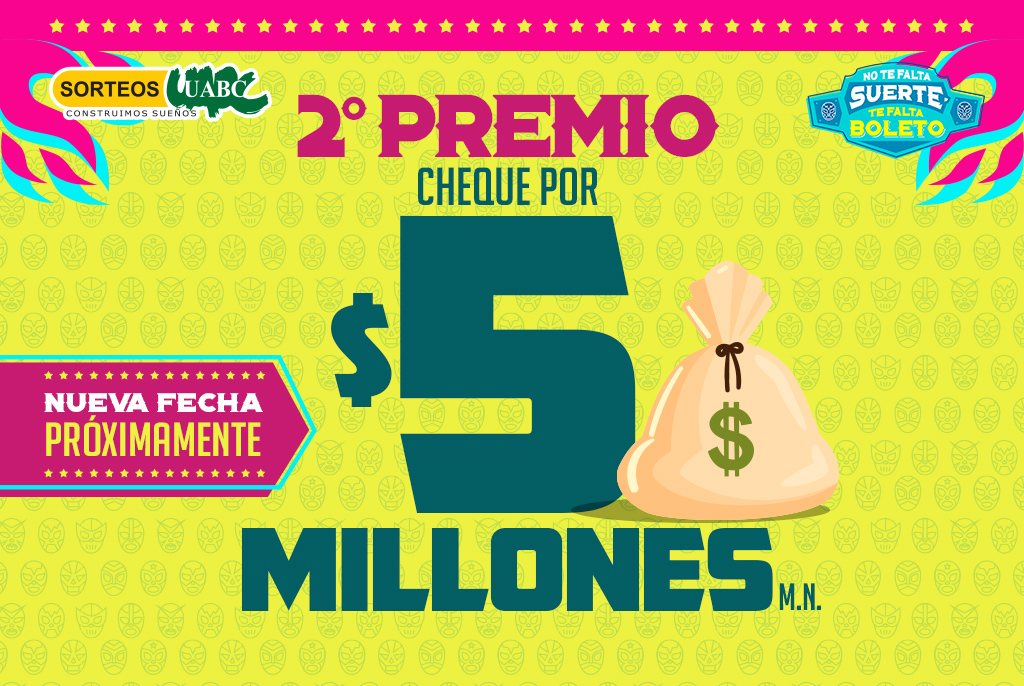 SORTEOS UABC
CONSTRUIMOS SUEÑOS
2° PREMIO
CHEQUE POR
$5
MILLONES M.N.
NO TE FALTA
SUERTE,
TE FALTA
BOLETO
NUEVA FECHA
PRÓXIMAMENTE
$